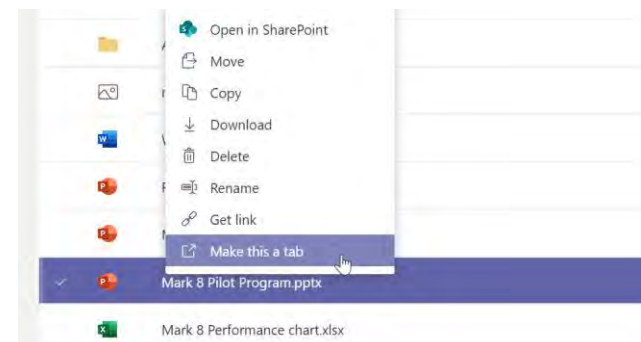 Open in SharePoint
Move
Copy
Download
Delete
Rename
Get link
Make this a tab
Mark 8 Pilot Program.pptx
Mark 8 Performance chart.xlsx